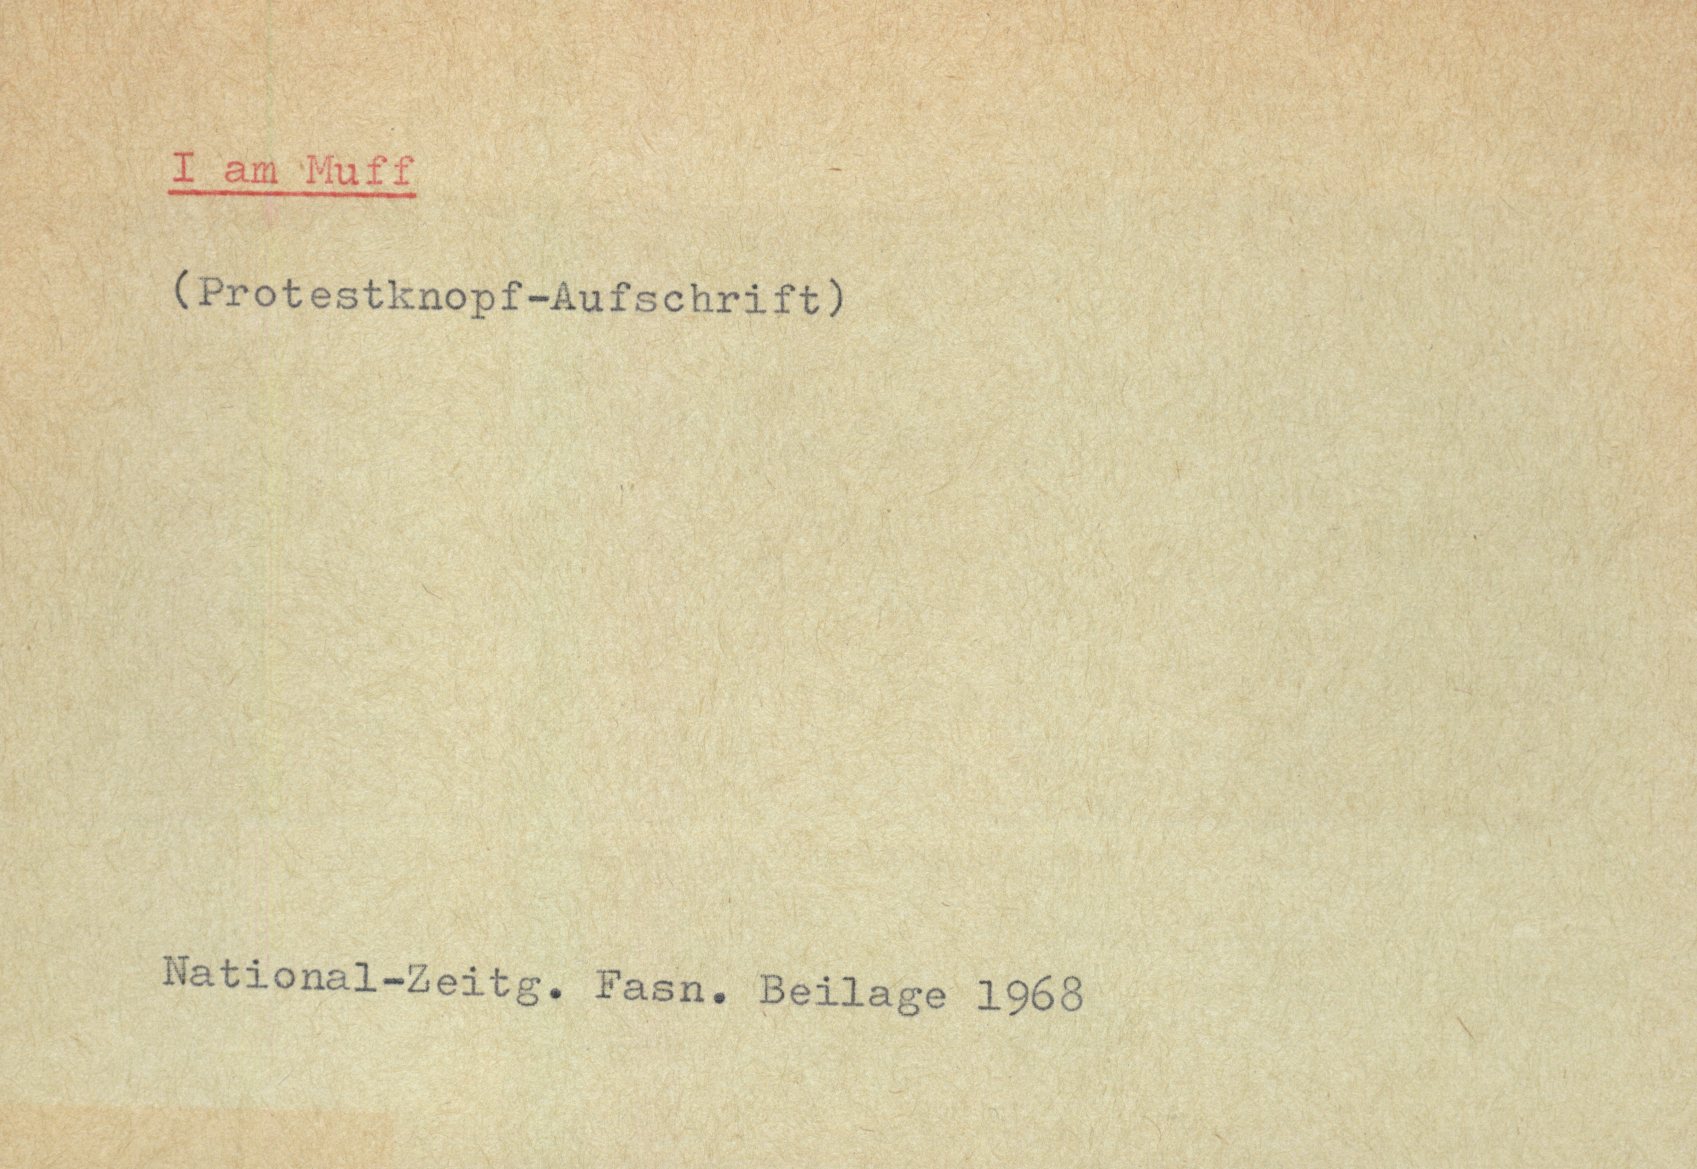 I am Muff
(Protestknopf-Aufschrift)
National-Zeitg. Fasn. Beilage 1968